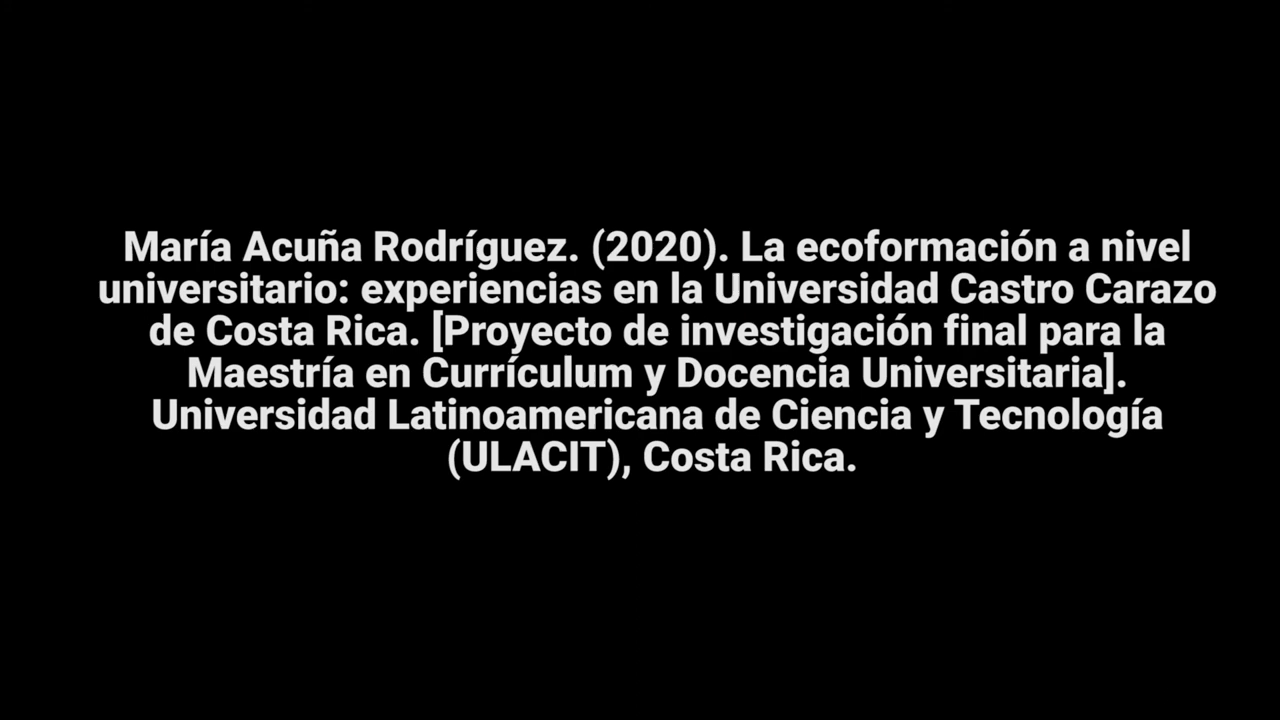 María Acuña Rodríguez. (2020). La ecoformación a nivel
universitario: experiencias en la Universidad Castro Carazo
de Costa Rica. [Proyecto de investigación final para la
Maestría en Currículum y Docencia Universitaria].
Universidad Latinoamericana de Ciencia y Tecnología
(ULACIT), Costa Rica.